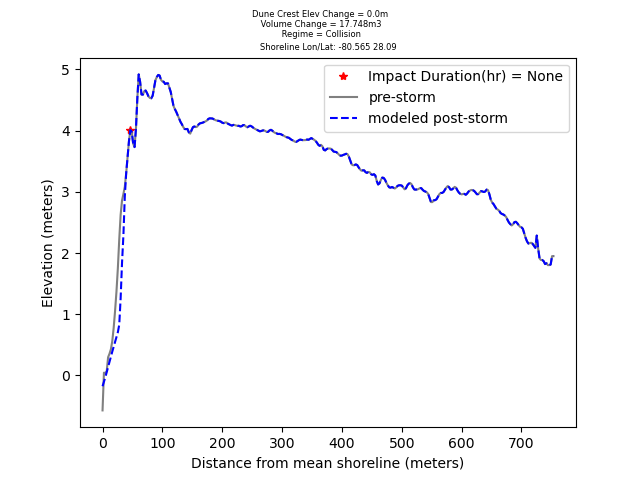 Dune Crest Elev Change = 0.0m
Volume Change = 17.748m3
Regime = Collision
Shoreline Lon/Lat: -80.565 28.09
Impact Duration(hr) = None
pre-storm
modeled post-storm
Elevation (meters)
5
4
3
2
1
0
0 100 200 300 400 500 600 700
Distance from mean shoreline (meters)